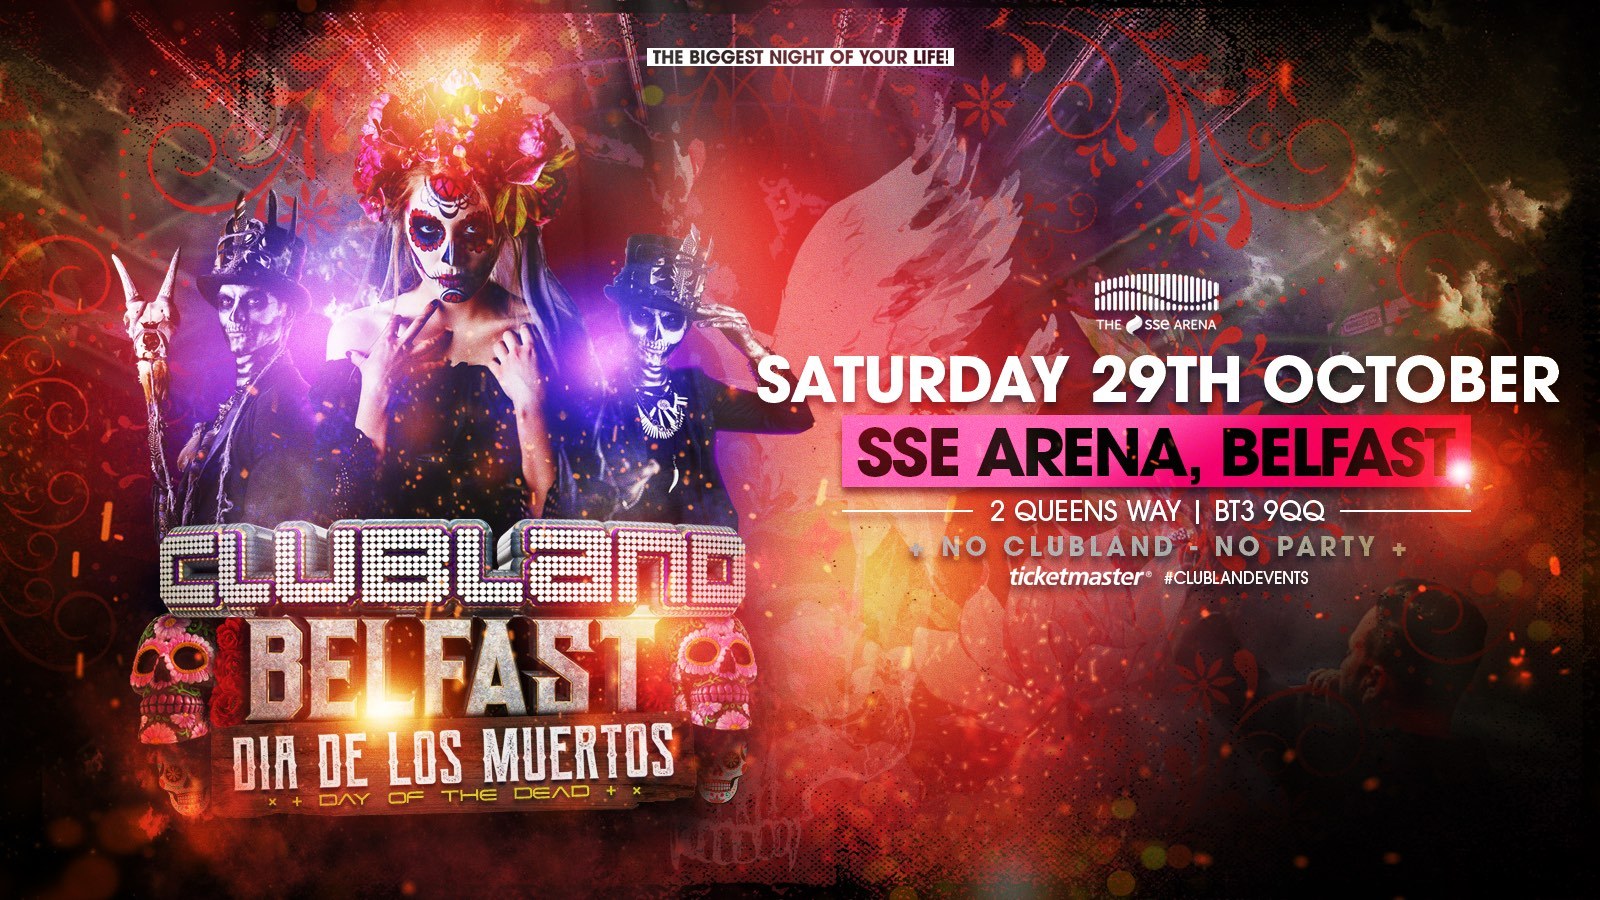 THE BIGGEST NIGHT OF YOUR LIFE!
THE sse ARENA
SATURDAY 29TH OCTOBER
SSE ARENA, BELFAST
2 QUEENS WAY | BT3 9QQ
+ NO CLUBLAND - NO PARTY +
ticketmaster® #CLUBLANDEVENTS
CLUBLAND
BELFAST
DIA DE LOS MUERTOS
× + DAY OF THE DEAD + ×